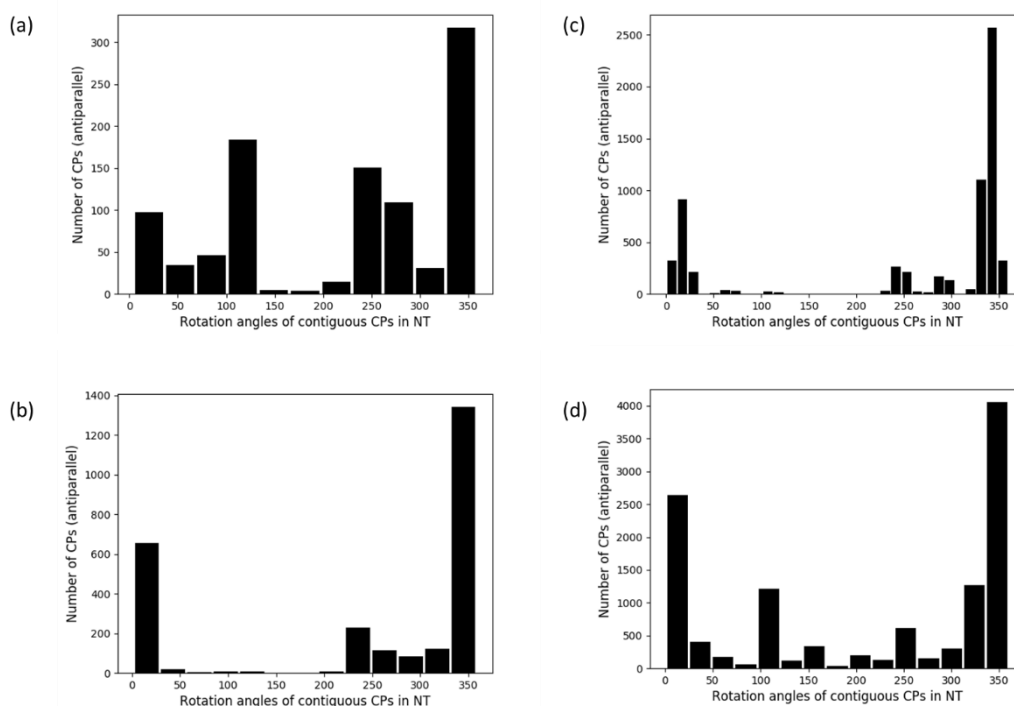 (a)
300
250
200
150
100
50
0
Number of CPs (antiparallel)
0 50 100 150 200 250 300 350
Rotation angles of contiguous CPs in NT
(c)
2500
2000
1500
1000
500
0
Number of CPs (antiparallel)
0 50 100 150 200 250 300 350
Rotation angles of contiguous CPs in NT
(b)
1400
1200
1000
800
600
400
200
0
Number of CPs (antiparallel)
0 50 100 150 200 250 300 350
Rotation angles of contiguous CPs in NT
(d)
4000
3500
3000
2500
2000
1500
1000
500
0
Number of CPs (antiparallel)
0 50 100 150 200 250 300 350
Rotation angles of contiguous CPs in NT